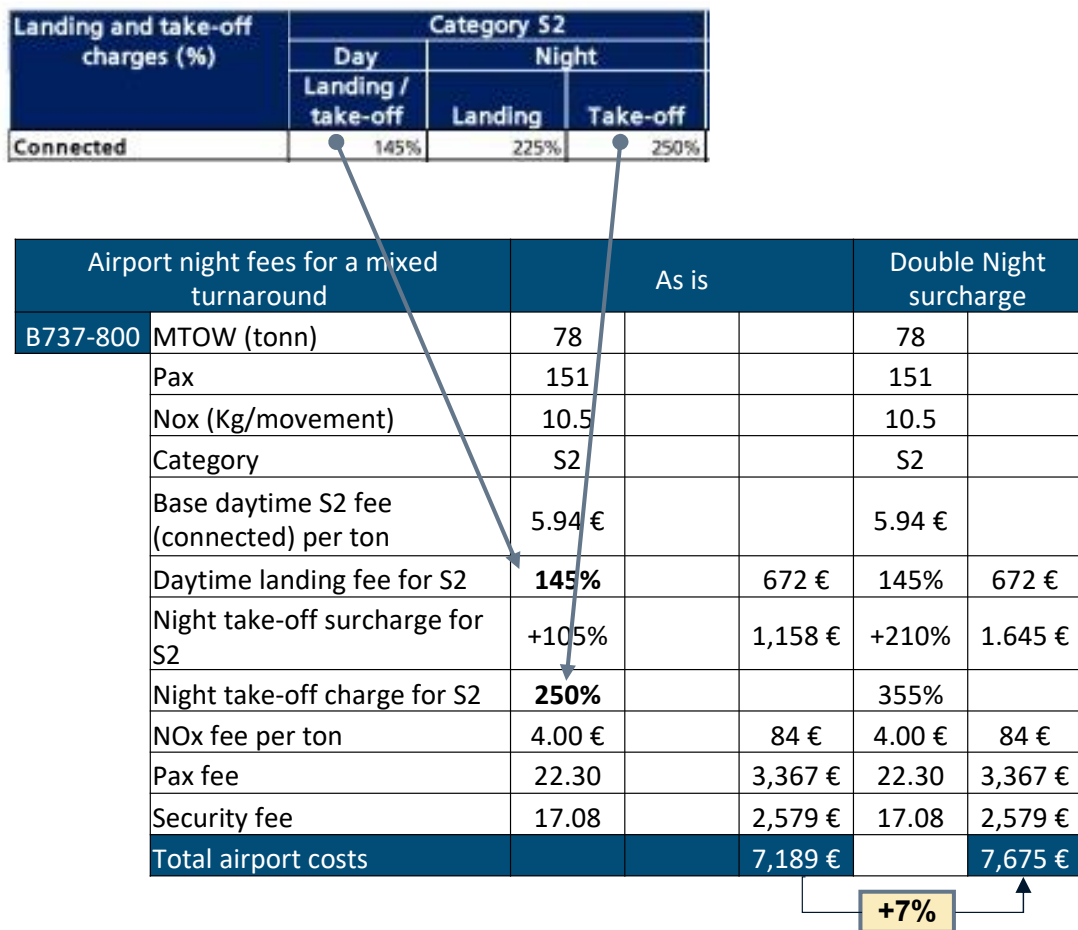 Landing and take-off charges (%) Category S2
Day Night
Landing / take-off Landing Take-off
Connected 145% 225% 250%
Airport night fees for a mixed turnaround As is Double Night surcharge
B737-800 MTOW (tonn) 78 78
Pax 151 151
Nox (Kg/movement) 10.5 10.5
Category S2 S2
Base daytime S2 fee (connected) per ton 5.94 € 5.94 €
Daytime landing fee for S2 145% 672 € 145% 672 €
Night take-off surcharge for S2 +105% 1,158 € +210% 1.645 €
Night take-off charge for S2 250% 355%
NOx fee per ton 4.00 € 84 € 4.00 € 84 €
Pax fee 22.30 3,367 € 22.30 3,367 €
Security fee 17.08 2,579 € 17.08 2,579 €
Total airport costs 7,189 € 7,675 €
+7%